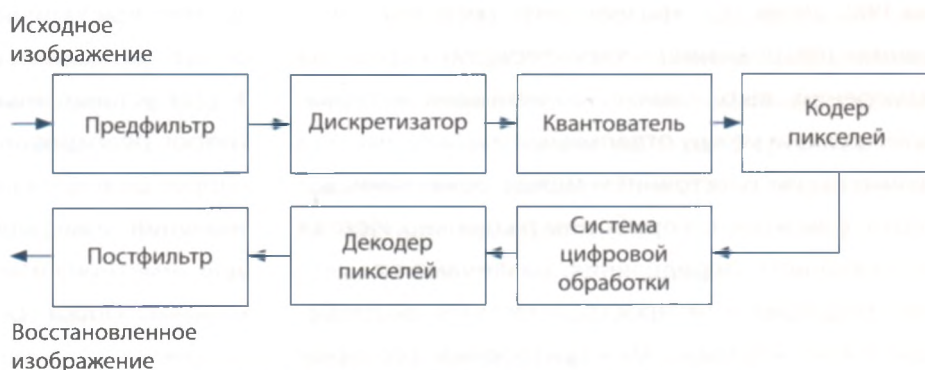 Исходное
изображение
Предфильтр
Дискретизатор
Квантователь
Кодер
пикселей
Система
цифровой
обработки
Декодер
пикселей
Постфильтр
Восстановленное
изображение